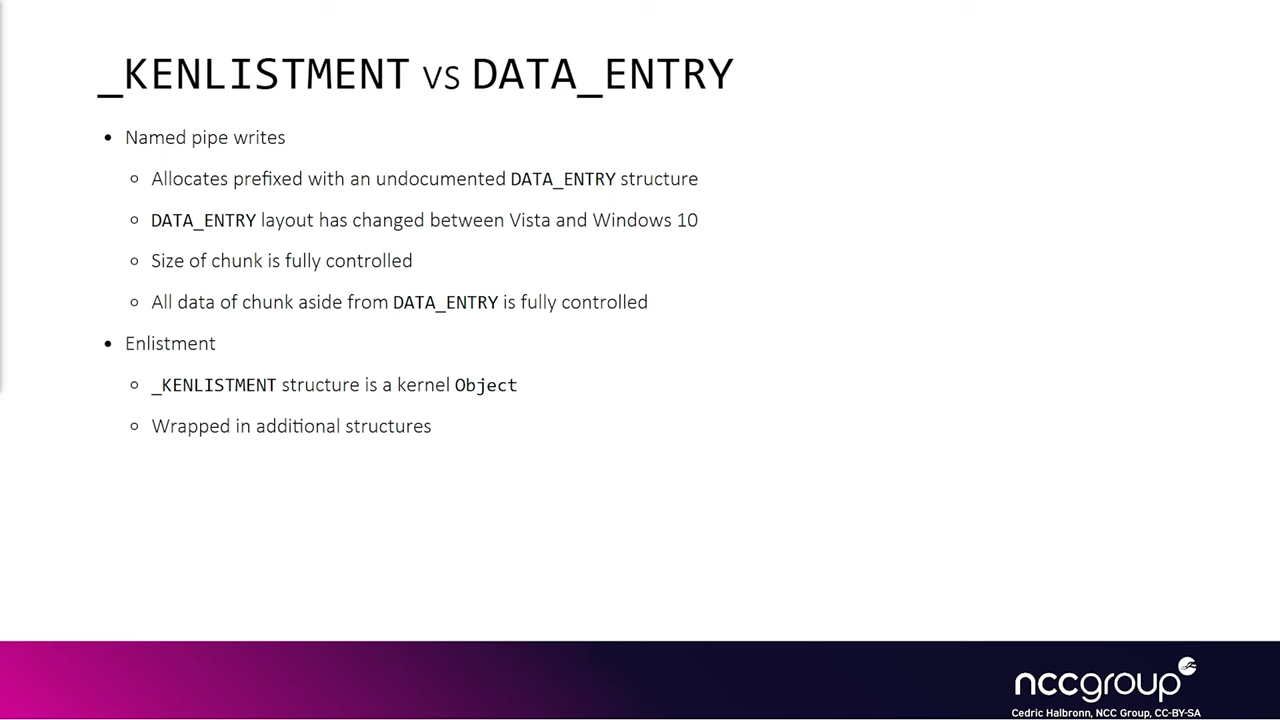 _KENLISTMENT vs DATA_ENTRY
• Named pipe writes
○ Allocates prefixed with an undocumented DATA_ENTRY structure
○ DATA_ENTRY layout has changed between Vista and Windows 10
○ Size of chunk is fully controlled
○ All data of chunk aside from DATA_ENTRY is fully controlled
• Enlistment
○ _KENLISTMENT structure is a kernel Object
○ Wrapped in additional structures
nccgroup
Cedric Halbronn, NCC Group, CC-BY-SA